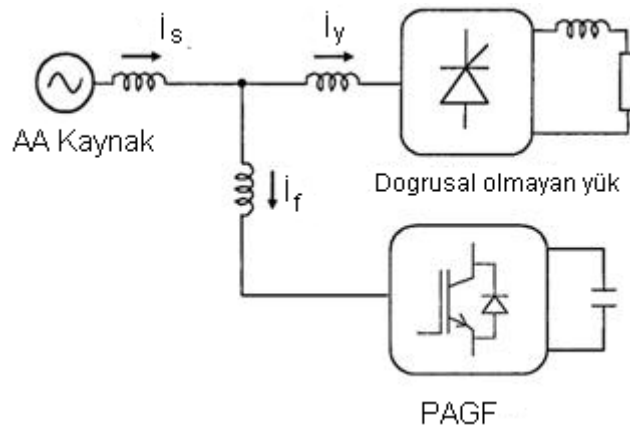 İs
İy
AA Kaynak
Dogrusal olmayan yük
İf
PAGF